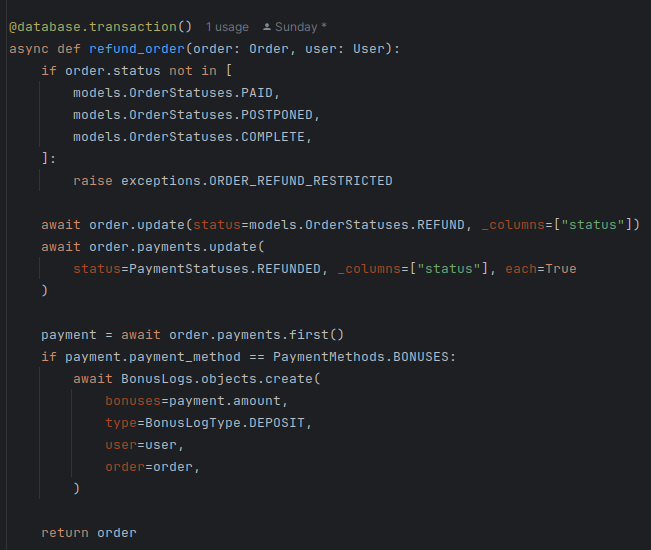 @database.transaction() 1 usage Sunday *
async def refund_order(order: Order, user: User):
    if order.status not in [
        models.OrderStatuses.PAID,
        models.OrderStatuses.POSTPONED,
        models.OrderStatuses.COMPLETE,
    ]:
        raise exceptions.ORDER_REFUND_RESTRICTED

    await order.update(status=models.OrderStatuses.REFUND, _columns=["status"])
    await order.payments.update(
        status=PaymentStatuses.REFUNDED, _columns=["status"], each=True
    )

    payment = await order.payments.first()
    if payment.payment_method == PaymentMethods.BONUSES:
        await BonusLogs.objects.create(
            bonuses=payment.amount,
            type=BonusLogType.DEPOSIT,
            user=user,
            order=order,
        )

    return order